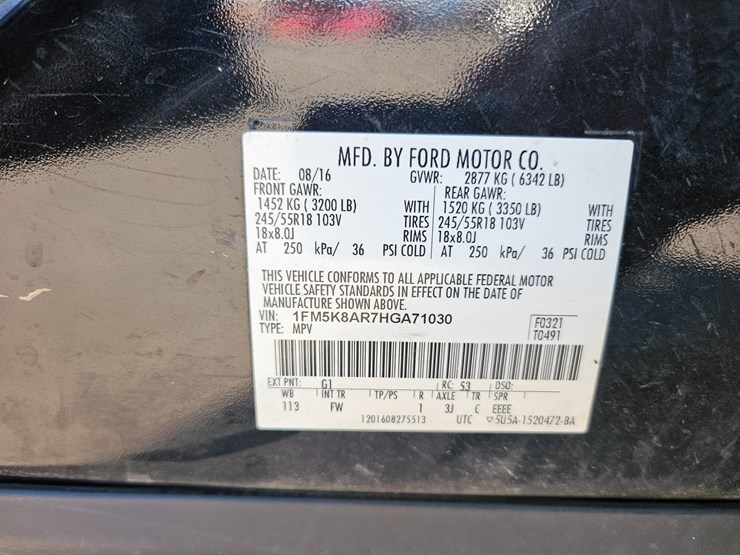 MFD. BY FORD MOTOR CO.
DATE: 08/16 GVWR: 2877 KG ( 6342 LB)
FRONT GAWR: REAR GAWR:
1452 KG ( 3200 LB) WITH 1520 KG ( 3350 LB) WITH
245/55R18 103V TIRES 245/55R18 103V TIRES
18x8.0J RIMS 18x8.0J RIMS
AT 250 kPa/ 36 PSI COLD AT 250 kPa/ 36 PSI COLD
THIS VEHICLE CONFORMS TO ALL APPLICABLE FEDERAL MOTOR
VEHICLE SAFETY STANDARDS IN EFFECT ON THE DATE OF
MANUFACTURE SHOWN ABOVE.
VIN: 1FM5K8AR7HGA71030 F0321
TYPE: MPV T0491
EXT PNT: G1 RC: 53 DSO:
WB INT TR TP/PS R AXLE TR SPR
113 FW 1 3J C EEEE
1201608275513 UTC ▽5U5A-1520472-BA